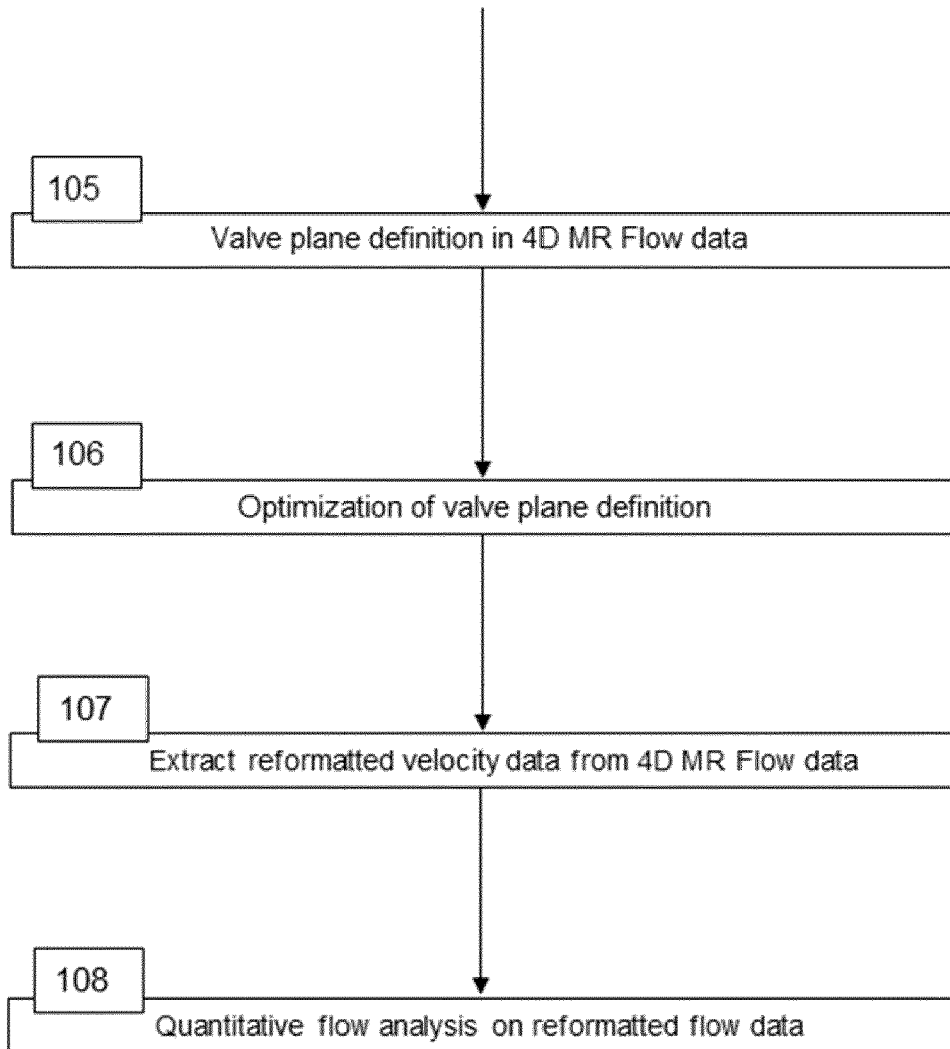 105
Valve plane definition in 4D MR Flow data
106
Optimization of valve plane definition
107
Extract reformatted velocity data from 4D MR Flow data
108
Quantitative flow analysis on reformatted flow data